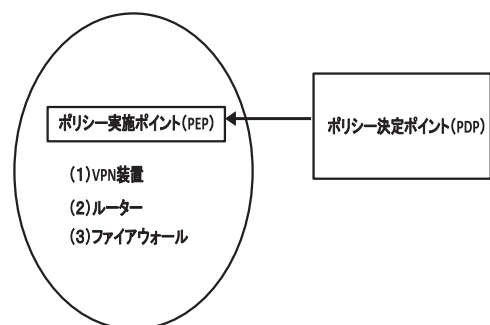 ポリシー実施ポイント(PEP)
ポリシー決定ポイント(PDP)
(1)VPN装置
(2)ルーター
(3)ファイアウォール